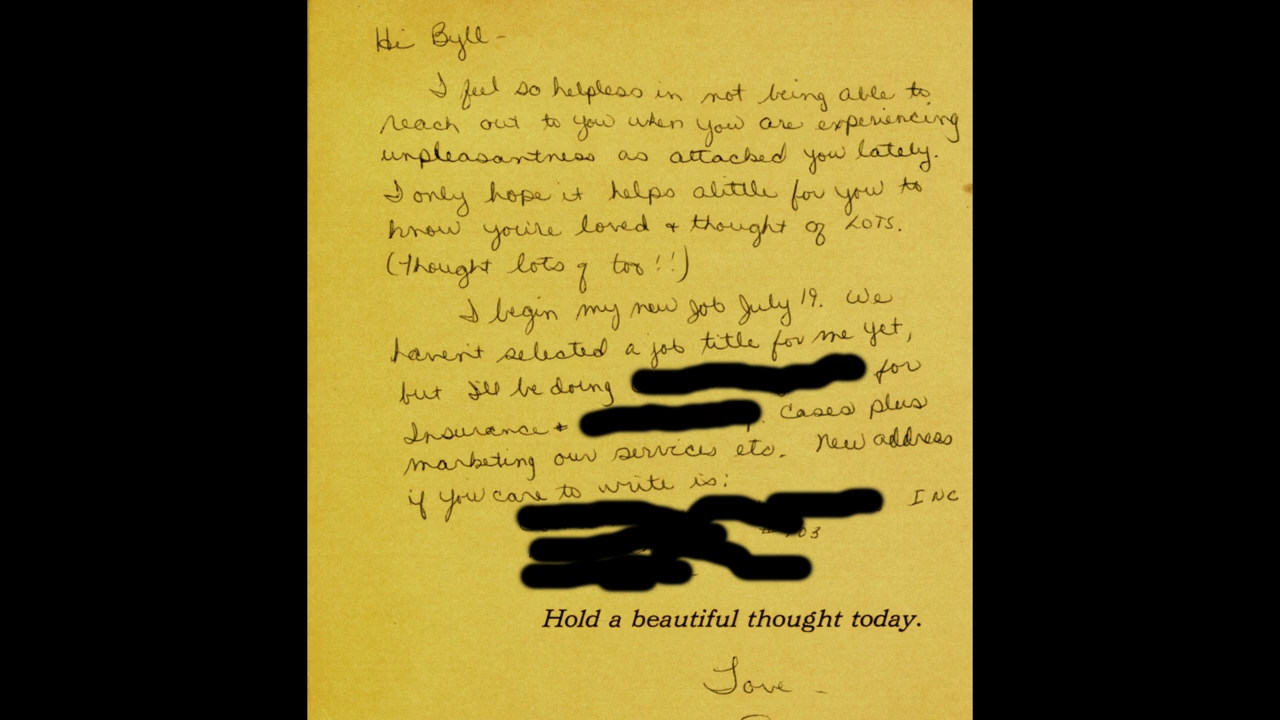 Hi Byll -
I feel so helpless in not being able to
reach out to you when you are experiencing
unpleasantness as attacked you lately.
I only hope it helps alittle for you to
know you're loved + thought of LOTS.
(Thought lots of too!!)
I begin my new job July 19. We
haven't selected a job title for me yet,
but I'll be doing for
Insurance + Cases plus
marketing our services etc. New address
if you care to write is:
INC
03
Hold a beautiful thought today.
Love -